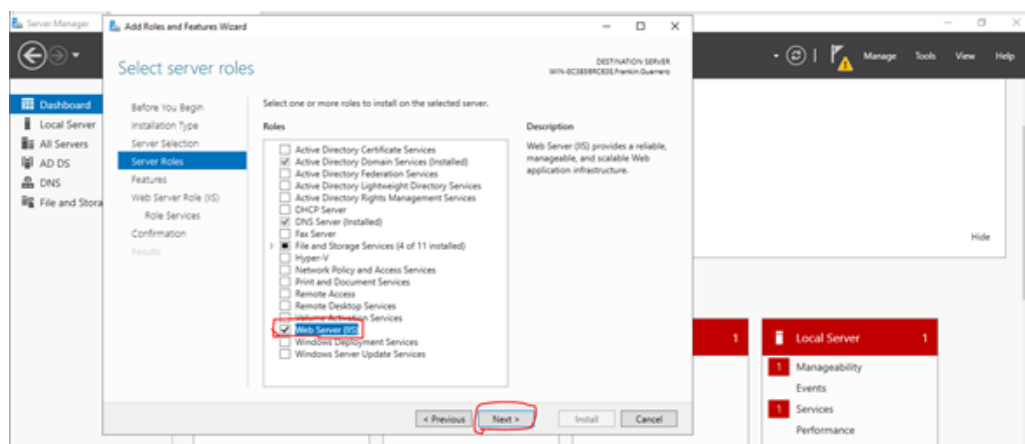 Server Manager
Add Roles and Features Wizard
Manage Tools View Help
Select server roles
DESTINATION SERVER
Dashboard
Local Server
All Servers
AD DS
DNS
File and Stora
Before You Begin
Installation Type
Server Selection
Server Roles
Features
Web Server Role (IIS)
Role Services
Confirmation
Results
Select one or more roles to install on the selected server.
Roles
Active Directory Certificate Services
Active Directory Domain Services (Installed)
Active Directory Federation Services
Active Directory Lightweight Directory Services
Active Directory Rights Management Services
DHCP Server
DNS Server (Installed)
Fax Server
File and Storage Services (4 of 11 installed)
Hyper-V
Network Policy and Access Services
Print and Document Services
Remote Access
Remote Desktop Services
Volume Activation Services
Web Server (IIS)
Windows Deployment Services
Windows Server Update Services
Description
Web Server (IIS) provides a reliable,
manageable, and scalable Web
application infrastructure.
< Previous Next > Install Cancel
Hide
1
Local Server 1
1 Manageability
Events
1 Services
Performance